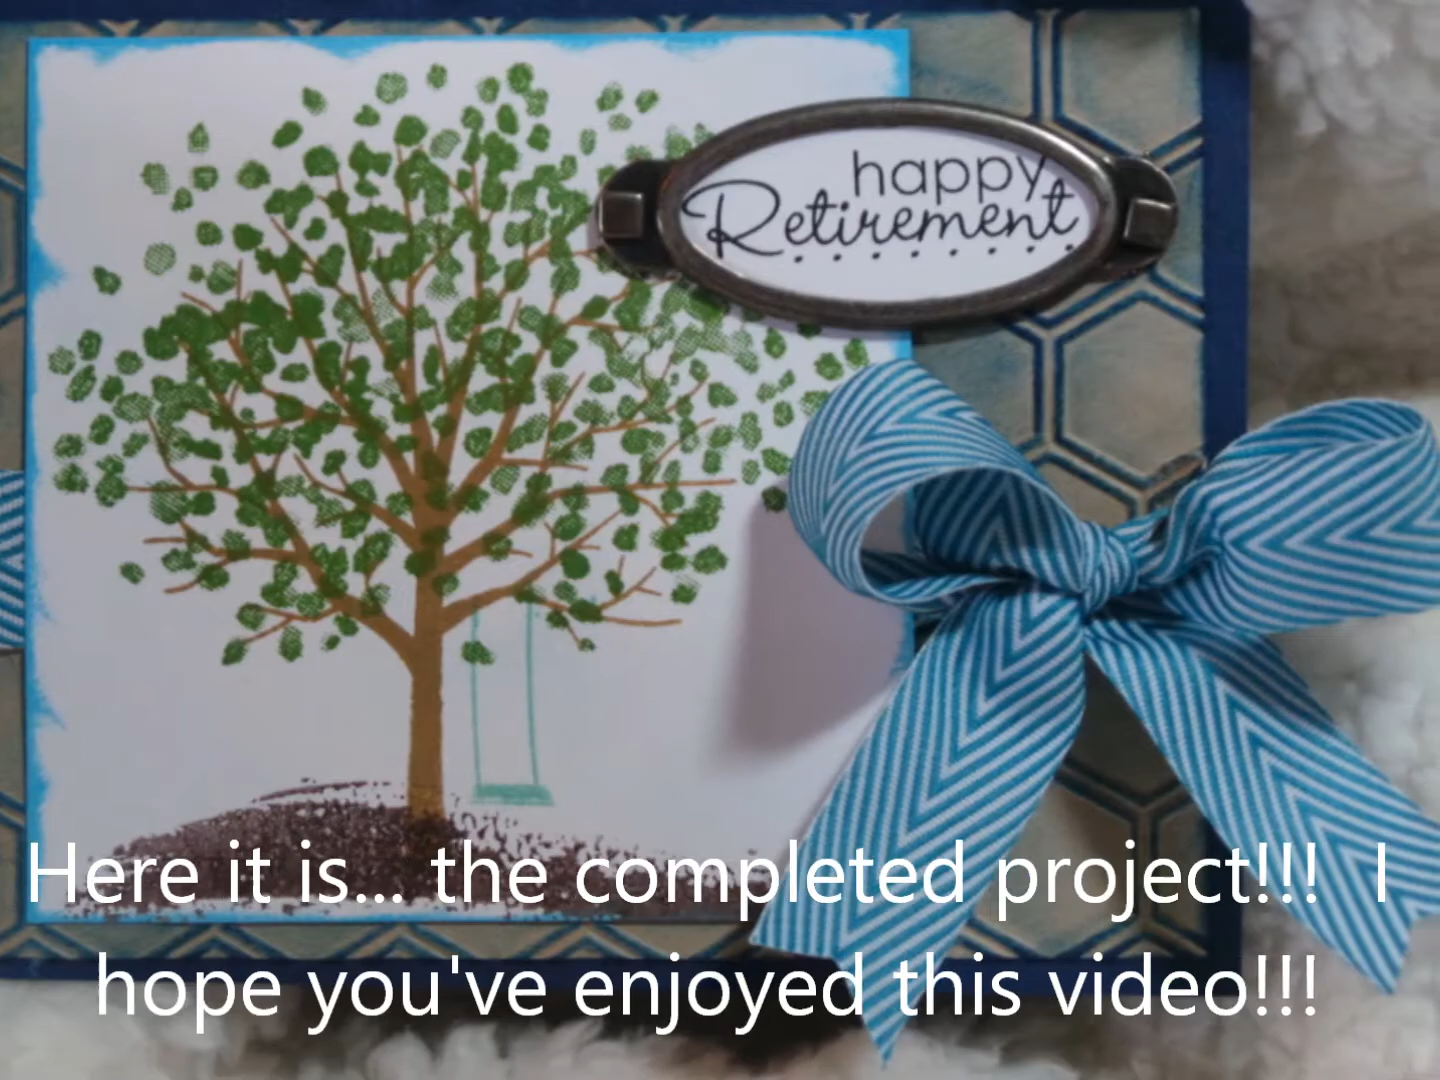 happy
Retirement
Here it is... the completed project!!! I
hope you've enjoyed this video!!!